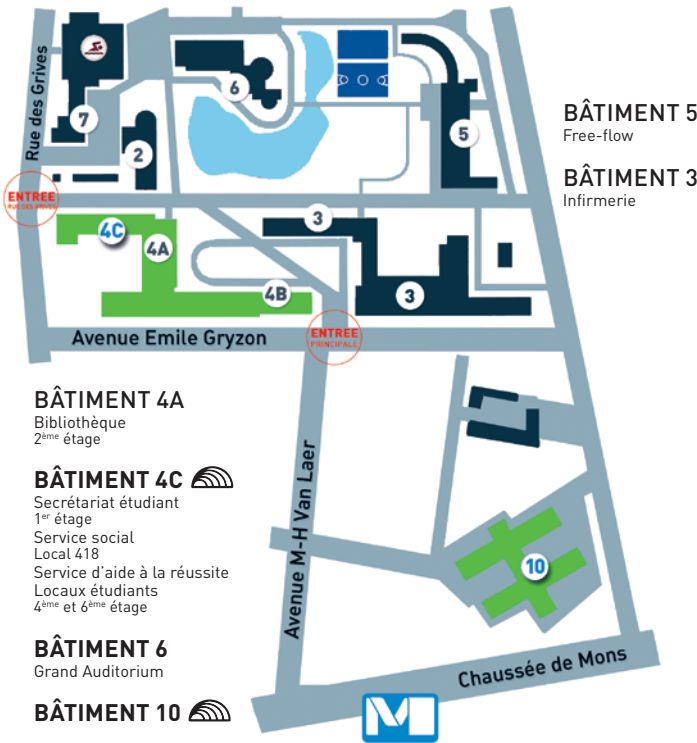 Rue des Grives
6
7
2
5
BÂTIMENT 5
Free-flow
BÂTIMENT 3
Infirmerie
ENTREE
RUE DES GRIVES
4C
4A
3
4B
3
Avenue Emile Gryzon
ENTREE
PRINCIPALE
BÂTIMENT 4A
Bibliothèque
2ème étage
BÂTIMENT 4C
Secrétariat étudiant
1er étage
Service social
Local 418
Service d'aide à la réussite
Locaux étudiants
4ème et 6ème étage
BÂTIMENT 6
Grand Auditorium
BÂTIMENT 10
Avenue M-H Van Laer
10
Chaussée de Mons
M